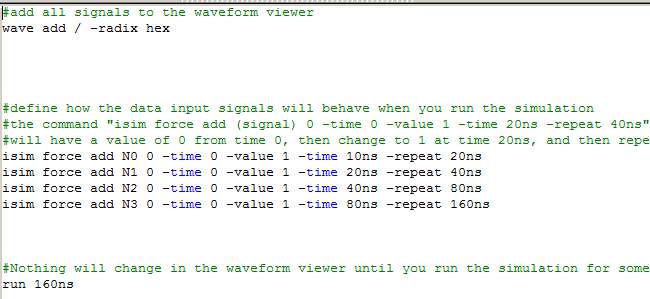 #add all signals to the waveform viewer
wave add / -radix hex
#define how the data input signals will behave when you run the simulation
#the command "isim force add (signal) 0 -time 0 -value 1 -time 20ns -repeat 40ns"
#will have a value of 0 from time 0, then change to 1 at time 20ns, and then repe
isim force add N0 0 -time 0 -value 1 -time 10ns -repeat 20ns
isim force add N1 0 -time 0 -value 1 -time 20ns -repeat 40ns
isim force add N2 0 -time 0 -value 1 -time 40ns -repeat 80ns
isim force add N3 0 -time 0 -value 1 -time 80ns -repeat 160ns
#Nothing will change in the waveform viewer until you run the simulation for some
run 160ns